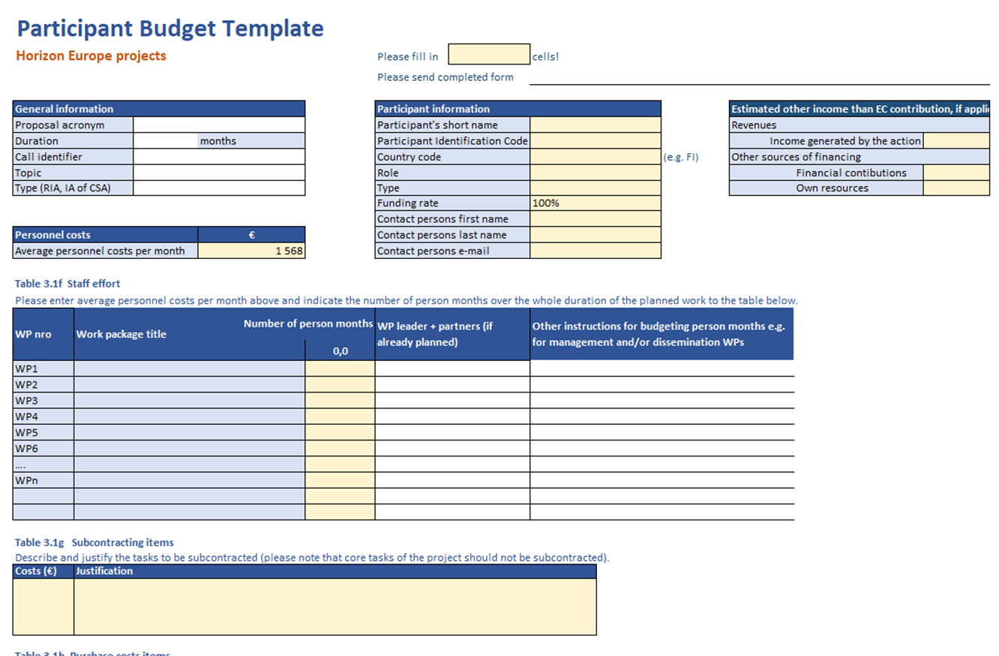 Participant Budget Template
Horizon Europe projects
Please fill in cells!
Please send completed form
General information
Proposal acronym
Duration months
Call identifier
Topic
Type (RIA, IA of CSA)
Participant information
Participant's short name
Participant Identification Code
Country code (e.g. FI)
Role
Type
Funding rate 100%
Contact persons first name
Contact persons last name
Contact persons e-mail
Estimated other income than EC contribution, if
Revenues
Income generated by the action
Other sources of financing
Financial contibutions
Own resources
Personnel costs €
Average personnel costs per month 1 568
Table 3.1f Staff effort
Please enter average personnel costs per month above and indicate the number of person months over the whole duration of the planned work to the table below.
WP nro
Work package title
Number of person months
0,0
WP leader + partners (if
already planned)
Other instructions for budgeting person months e.g.
for management and/or dissemination WPs
WP1
WP2
WP3
WP4
WP5
WP6
....
WPn
Table 3.1g Subcontracting items
Describe and justify the tasks to be subcontracted (please note that core tasks of the project should not be subcontracted).
Costs (€) Justification
Table 3.1h Purchase costs items